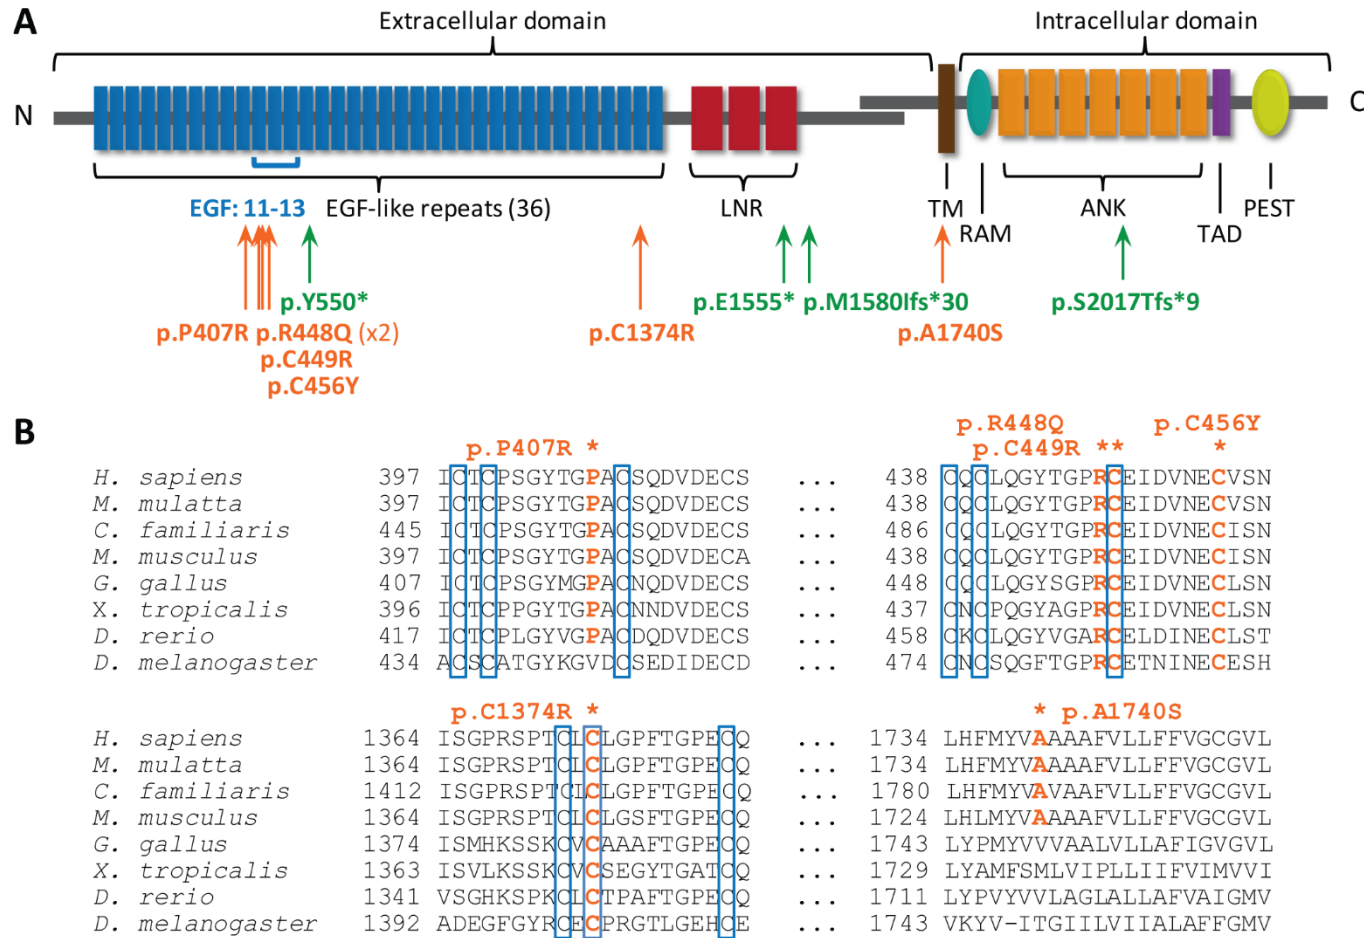 A
Extracellular domain
Intracellular domain
N
C
EGF: 11-13
EGF-like repeats (36)
LNR
TM
RAM
ANK
TAD
PEST
p.Y550*
p.E1555*
p.M1580Ifs*30
p.S2017Tfs*9
p.P407R
p.R448Q (x2)
p.C1374R
p.A1740S
p.C449R
p.C456Y
B
p.R448Q
p.C456Y
p.P407R *
p.C449R ** *
H. sapiens 397 ICTCPSGYTGPACSQDVDECS ... 438 CQCLQGYTGPRCEIDVNECVSN
M. mulatta 397 ICTCPSGYTGPACSQDVDECS ... 438 CQCLQGYTGPRCEIDVNECVSN
C. familiaris 445 ICTCPSGYTGPACSQDVDECS ... 486 CQCLQGYTGPRCEIDVNECISN
M. musculus 397 ICTCPSGYTGPACSQDVDECA ... 438 CQCLQGYTGPRCEIDVNECISN
G. gallus 407 ICTCPSGYMGPACNQDVDECS ... 448 CQCLQGYSGPRCEIDVNECLSN
X. tropicalis 396 ICTCPPGYTGPACNNDVDECS ... 437 CNCPQGYAGPRCEIDVNECLSN
D. rerio 417 ICTCPLGYVGPACDQDVDECS ... 458 CKCLQGYVGARCELDINECLST
D. melanogaster 434 ACSCATGYKGVDCSEDIDECD ... 474 CNCSQGFTGPRCETNINECESH
p.C1374R *
* p.A1740S
H. sapiens 1364 ISGPRSPTCLCLGPFTGPECQ ... 1734 LHFMYVAAAAFVLLFFVGCGVL
M. mulatta 1364 ISGPRSPTCLCLGPFTGPECQ ... 1734 LHFMYVAAAAFVLLFFVGCGVL
C. familiaris 1412 ISGPRSPTCLCLGPFTGPECQ ... 1780 LHFMYVAVAAFVLLFFVGCGVL
M. musculus 1364 ISGPRSPTCLCLGSFTGPECQ ... 1724 LHLMYVAAAAFVLLFFVGCGVL
G. gallus 1374 ISMHKSSKCVCAAAFTGPECQ ... 1743 LYPMYVVVAALVLLAFIGVGVL
X. tropicalis 1363 ISVLKSSKCVCSEGYTGATCQ ... 1729 LYAMFSMLVIPLLIIFVIMVVI
D. rerio 1341 VSGHKSPKCLCTPAFTGPECQ ... 1711 LYPVYVVLAGLALLAFVAIGMV
D. melanogaster 1392 ADEGFGYRCECPRGTLGEHCE ... 1743 VKYV-ITGIILVIIALAFFGMV